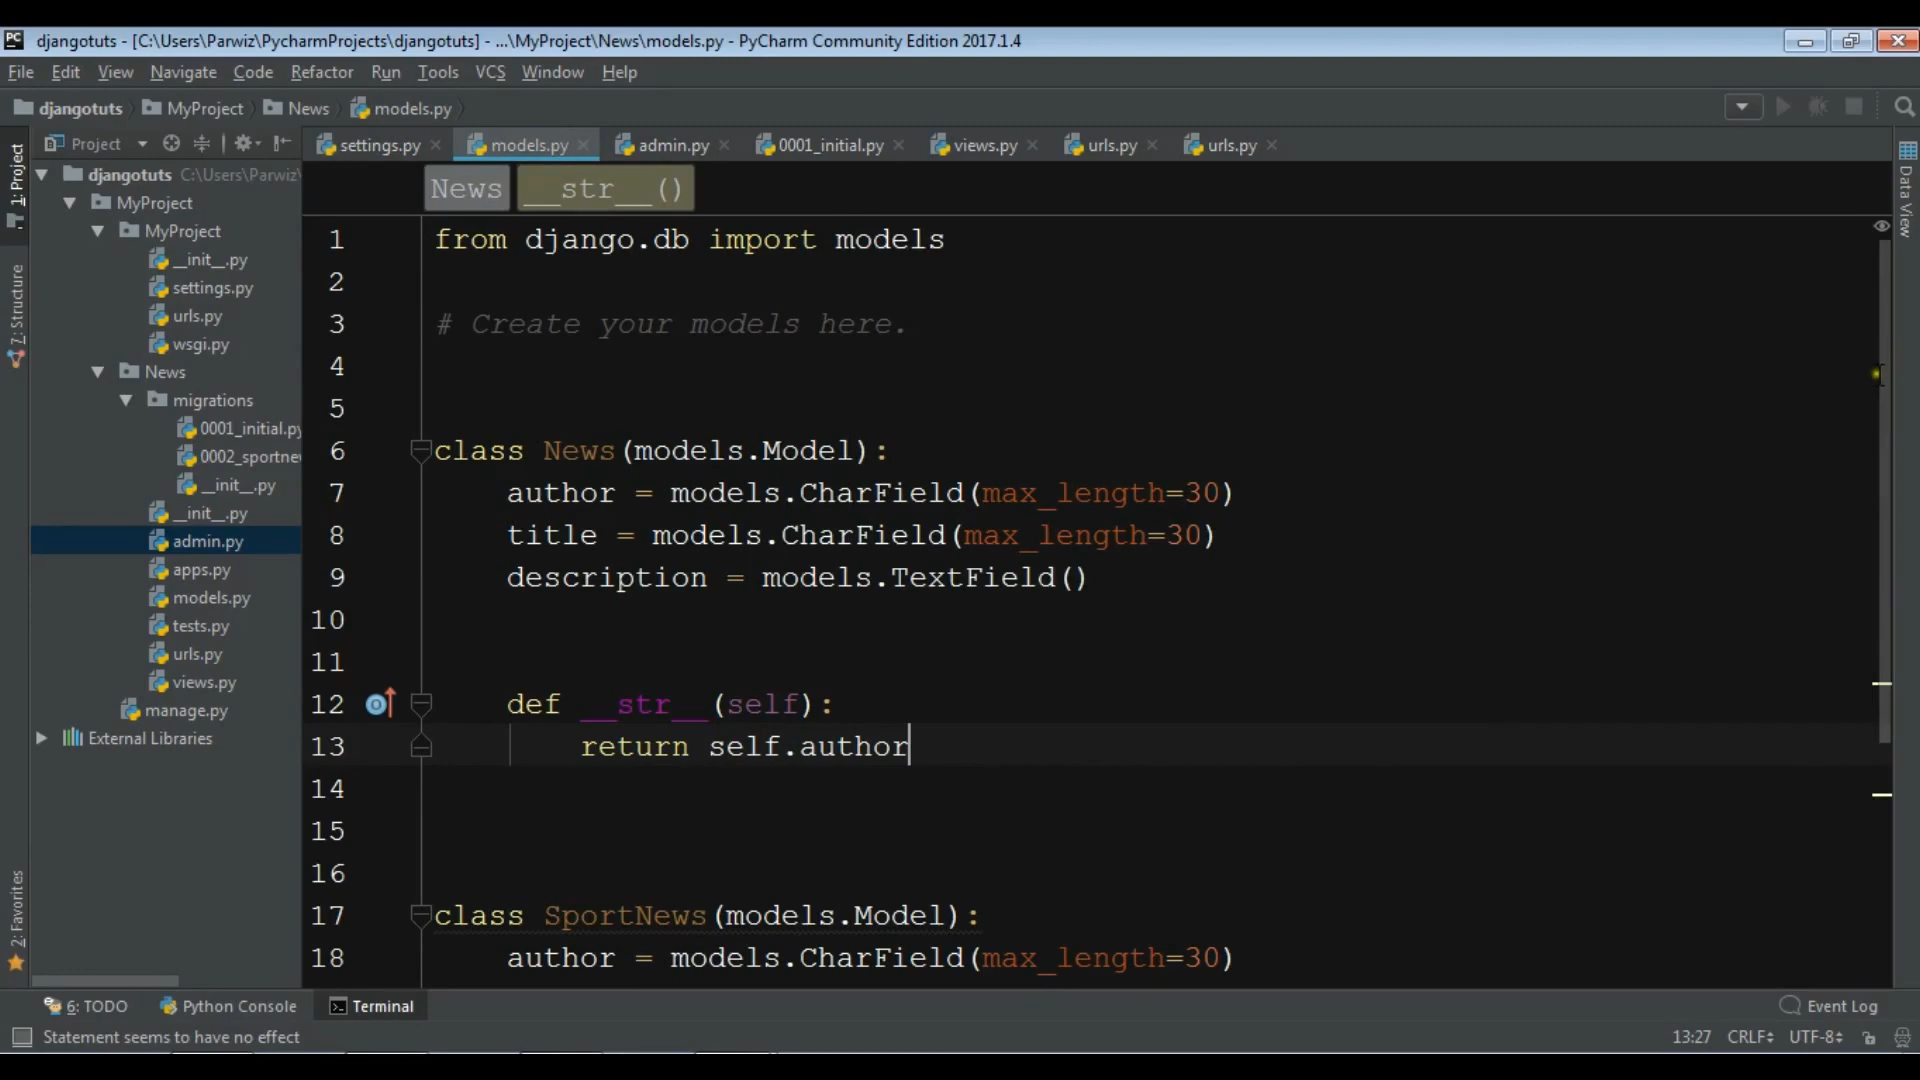 PC djangotuts - [C:\Users\Parwiz\PycharmProjects\djangotuts] - ...\MyProject\News\models.py - PyCharm Community Edition 2017.1.4
File Edit View Navigate Code Refactor Run Tools VCS Window Help
djangotuts MyProject News models.py
Project settings.py models.py admin.py 0001_initial.py views.py urls.py urls.py
1: Project
7: Structure
2: Favorites
djangotuts C:\Users\Parwiz\
MyProject
MyProject
__init__.py
settings.py
urls.py
wsgi.py
News
migrations
0001_initial.py
0002_sportne
__init__.py
__init__.py
admin.py
apps.py
models.py
tests.py
urls.py
views.py
manage.py
External Libraries
News __str__()
1 from django.db import models
2
3 # Create your models here.
4
5
6 class News(models.Model):
7 author = models.CharField(max_length=30)
8 title = models.CharField(max_length=30)
9 description = models.TextField()
10
11
12 def __str__(self):
13 return self.author
14
15
16
17 class SportNews(models.Model):
18 author = models.CharField(max_length=30)
Data View
6: TODO Python Console Terminal Event Log
Statement seems to have no effect 13:27 CRLF UTF-8